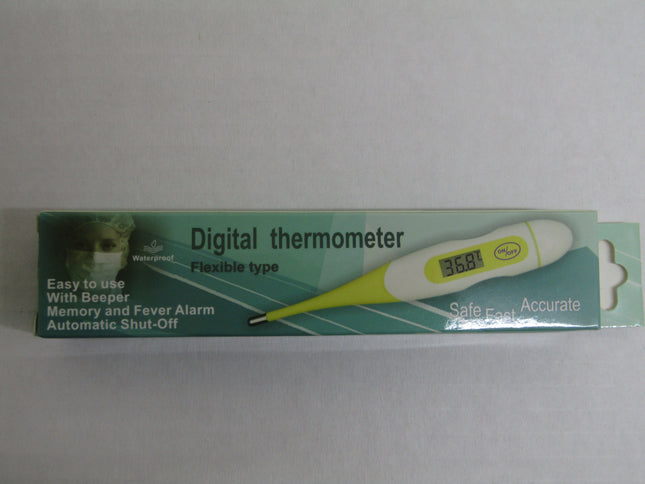 Digital thermometer
Flexible type
Waterproof
Easy to use
With Beeper
Memory and Fever Alarm
Automatic Shut-Off
36.8°C
ON/OFF
Safe Fast Accurate